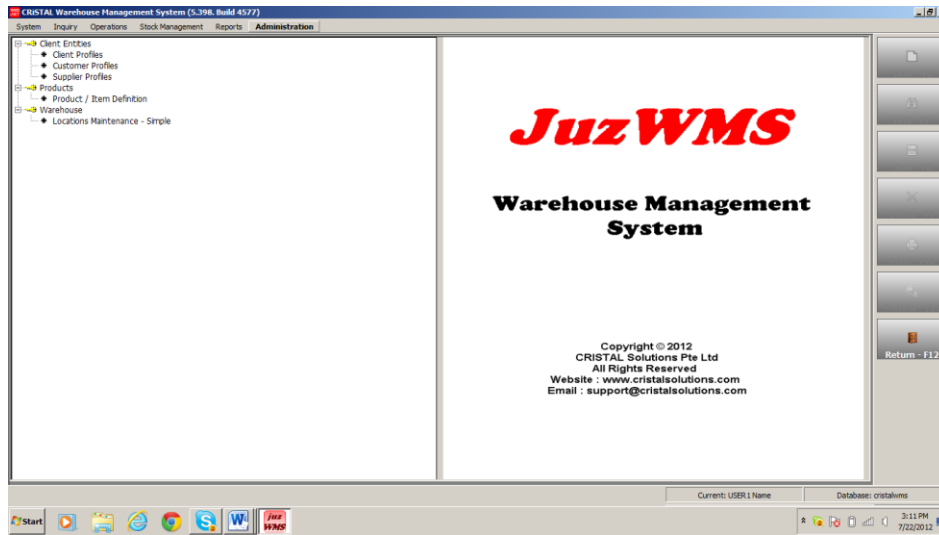 CRiSTAL Warehouse Management System (5.398. Build 4577)
System Inquiry Operations Stock Management Reports Administration
Client Entities
Client Profiles
Customer Profiles
Supplier Profiles
Products
Product / Item Definition
Warehouse
Locations Maintenance - Simple
JuzWMS
Warehouse Management
System
Copyright © 2012
CRISTAL Solutions Pte Ltd
All Rights Reserved
Website : www.cristalsolutions.com
Email : support@cristalsolutions.com
Return - F12
Current: USER1 Name Database: cristalwms
Start
juz
WMS
3:11 PM
7/22/2012